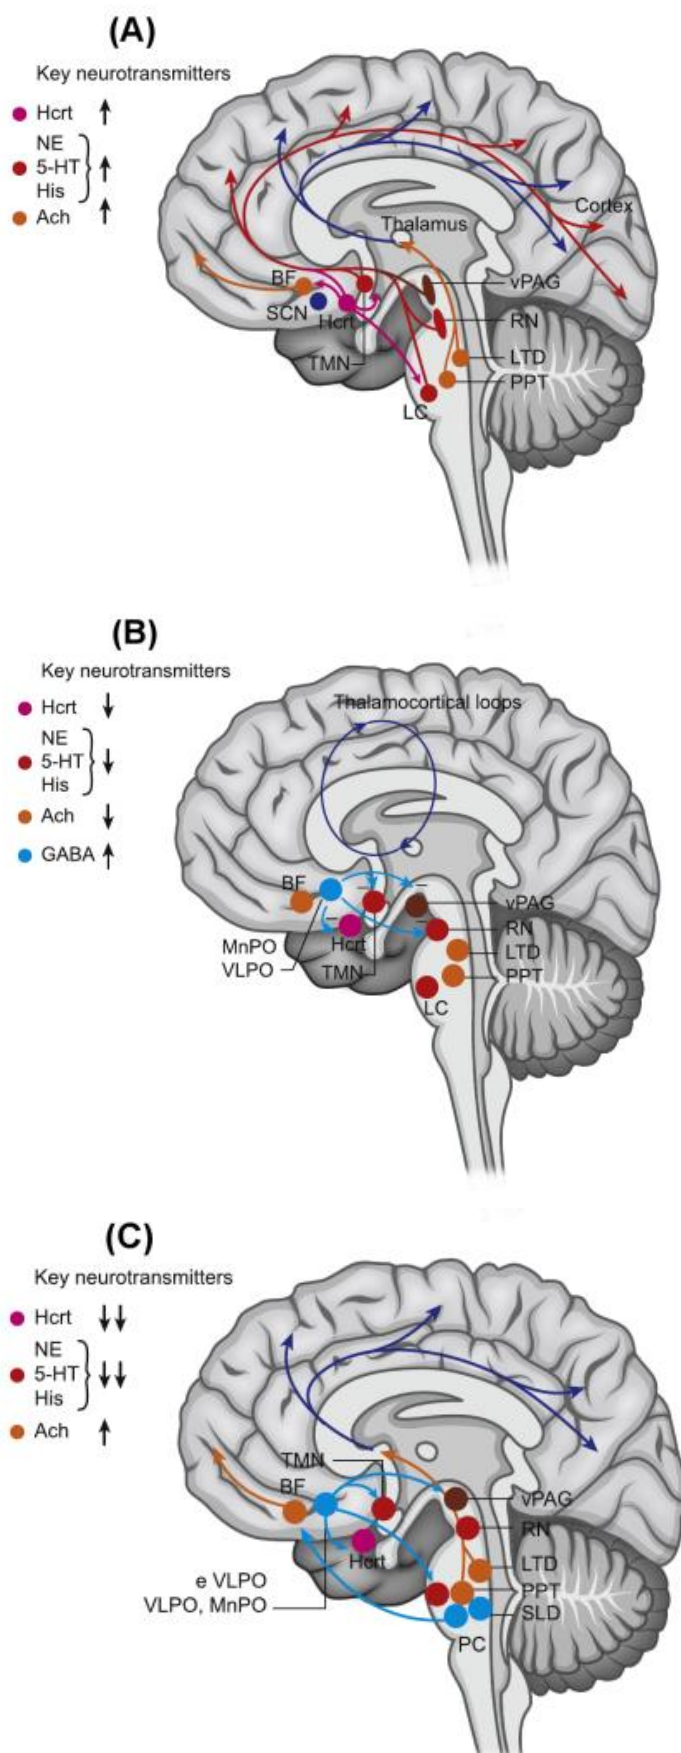 (A)
Key neurotransmitters
Hcrt ↑
NE
5-HT ↑
His
Ach ↑
Thalamus
Cortex
BF
SCN
Hcrt
TMN
LC
vPAG
RN
LTD
PPT
(B)
Key neurotransmitters
Hcrt ↓
NE
5-HT ↓
His
Ach ↓
GABA ↑
Thalamocortical loops
BF
MnPO
VLPO
Hcrt
TMN
LC
vPAG
RN
LTD
PPT
(C)
Key neurotransmitters
Hcrt ↓↓
NE
5-HT ↓↓
His
Ach ↑
TMN
BF
Hcrt
e VLPO
VLPO, MnPO
vPAG
RN
LTD
PPT
SLD
PC